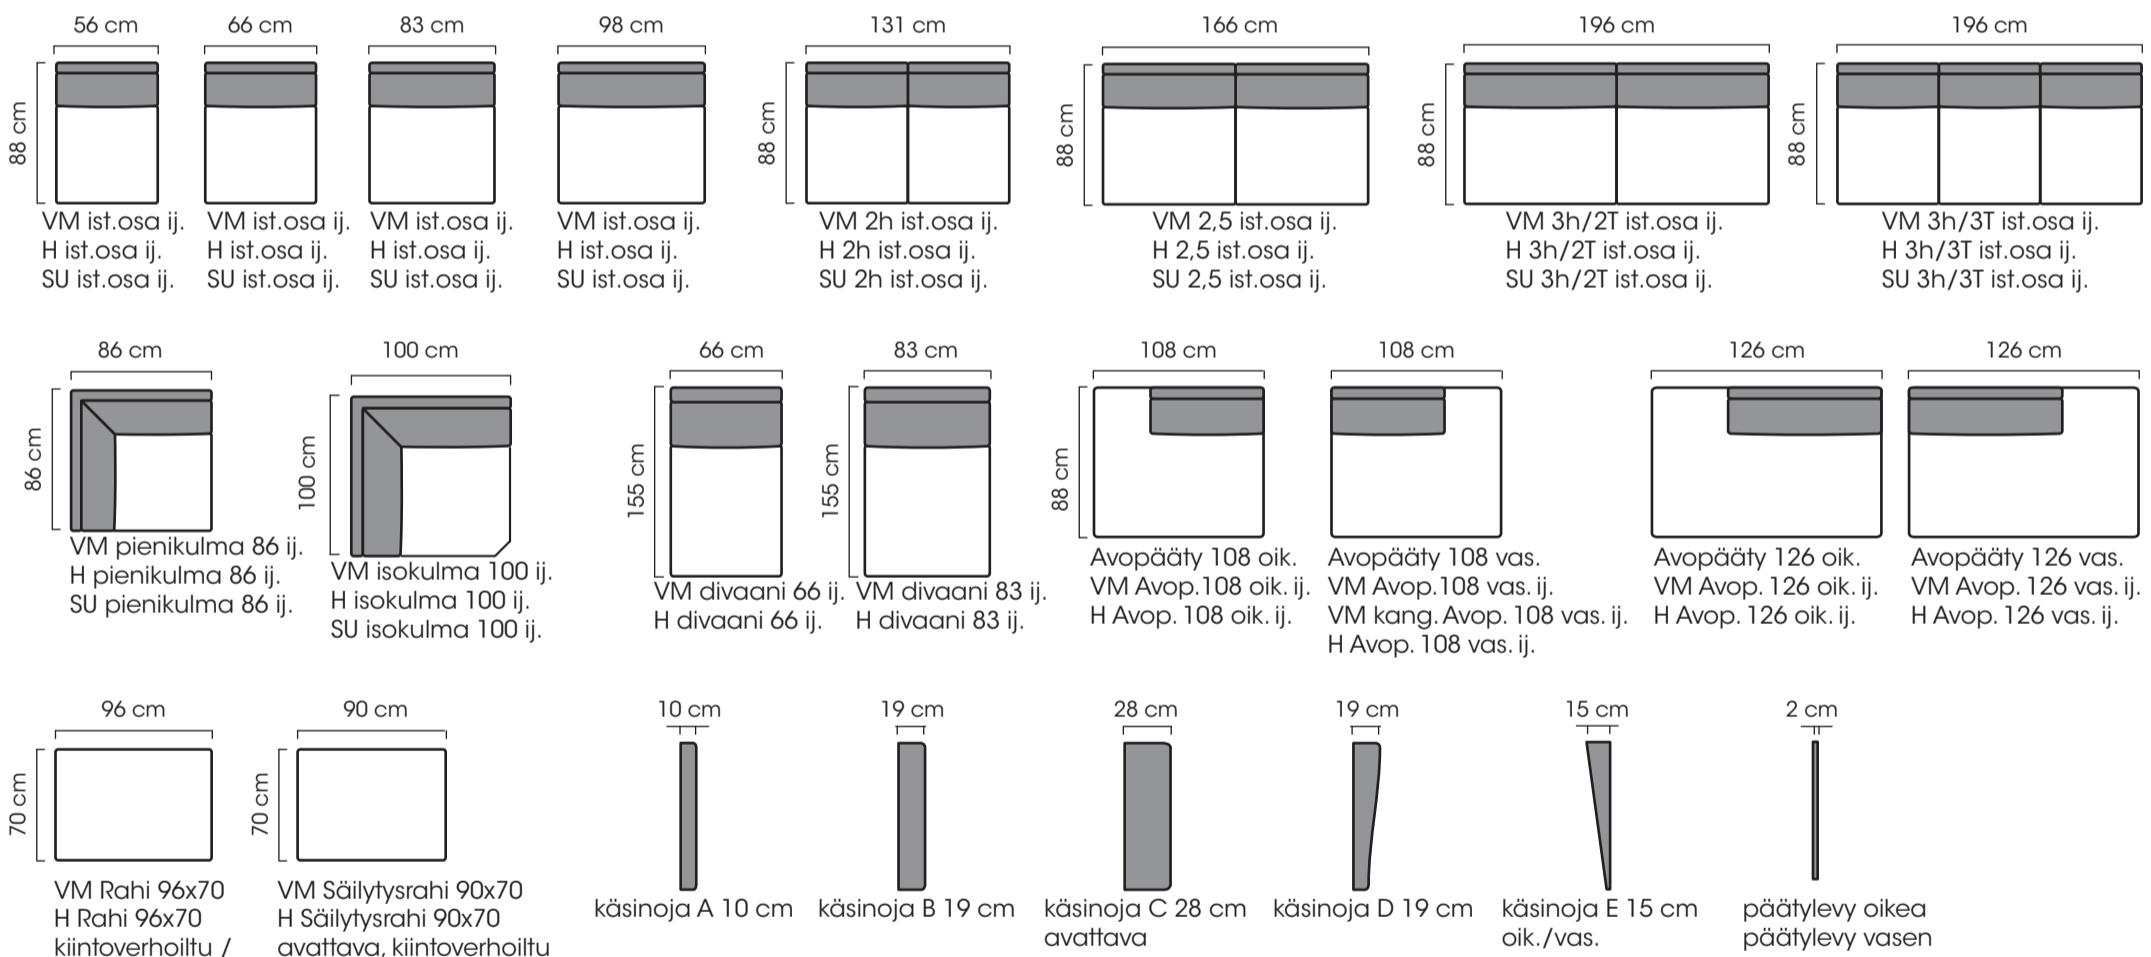 56 cm
66 cm
83 cm
98 cm
131 cm
166 cm
196 cm
196 cm
88 cm
88 cm
88 cm
88 cm
88 cm
VM ist.osa ij.
H ist.osa ij.
SU ist.osa ij.
VM ist.osa ij.
H ist.osa ij.
SU ist.osa ij.
VM ist.osa ij.
H ist.osa ij.
SU ist.osa ij.
VM ist.osa ij.
H ist.osa ij.
SU ist.osa ij.
VM 2h ist.osa ij.
H 2h ist.osa ij.
SU 2h ist.osa ij.
VM 2,5 ist.osa ij.
H 2,5 ist.osa ij.
SU 2,5 ist.osa ij.
VM 3h/2T ist.osa ij.
H 3h/2T ist.osa ij.
SU 3h/2T ist.osa ij.
VM 3h/3T ist.osa ij.
H 3h/3T ist.osa ij.
SU 3h/3T ist.osa ij.
86 cm
100 cm
66 cm
83 cm
108 cm
108 cm
126 cm
126 cm
86 cm
100 cm
155 cm
155 cm
88 cm
VM pienikulma 86 ij.
H pienikulma 86 ij.
SU pienikulma 86 ij.
VM isokulma 100 ij.
H isokulma 100 ij.
SU isokulma 100 ij.
VM divaani 66 ij.
H divaani 66 ij.
VM divaani 83 ij.
H divaani 83 ij.
Avopääty 108 oik.
VM Avop.108 oik. ij.
H Avop. 108 oik. ij.
Avopääty 108 vas.
VM Avop.108 vas. ij.
VM kang. Avop. 108 vas. ij.
H Avop. 108 vas. ij.
Avopääty 126 oik.
VM Avop. 126 oik. ij.
H Avop. 126 oik. ij.
Avopääty 126 vas.
VM Avop. 126 vas. ij.
H Avop. 126 vas. ij.
96 cm
90 cm
10 cm
19 cm
28 cm
19 cm
15 cm
2 cm
70 cm
70 cm
VM Rahi 96x70
H Rahi 96x70
kiintoverhoiltu /
VM Säilytysrahi 90x70
H Säilytysrahi 90x70
avattava, kiintoverhoiltu
käsinoja A 10 cm
käsinoja B 19 cm
käsinoja C 28 cm
avattava
käsinoja D 19 cm
käsinoja E 15 cm
oik./vas.
päätylevy oikea
päätylevy vasen